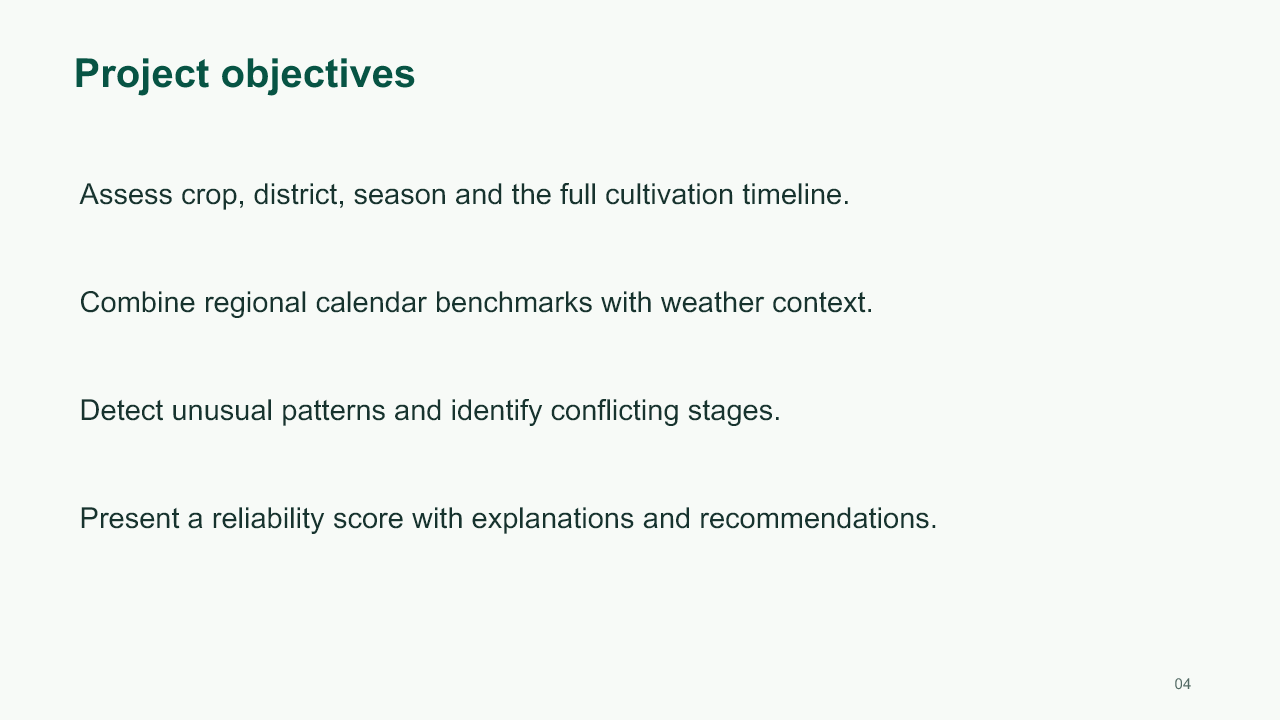 Project objectives
Assess crop, district, season and the full cultivation timeline.
Combine regional calendar benchmarks with weather context.
Detect unusual patterns and identify conflicting stages.
Present a reliability score with explanations and recommendations.
04